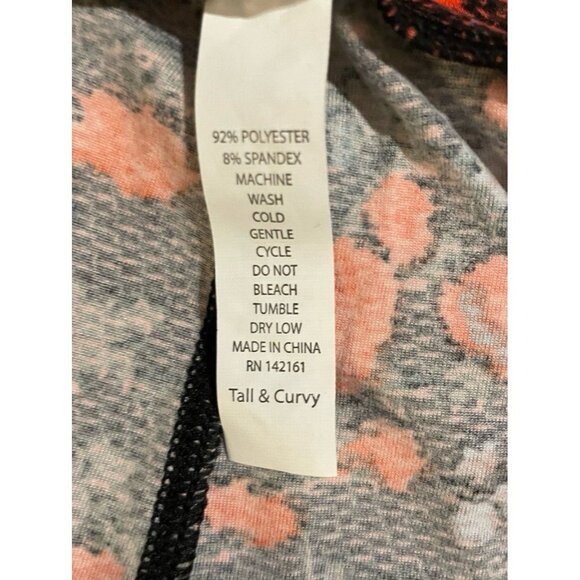 92% POLYESTER
8% SPANDEX
MACHINE
WASH
COLD
GENTLE
CYCLE
DO NOT
BLEACH
TUMBLE
DRY LOW
MADE IN CHINA
RN 142161
Tall & Curvy